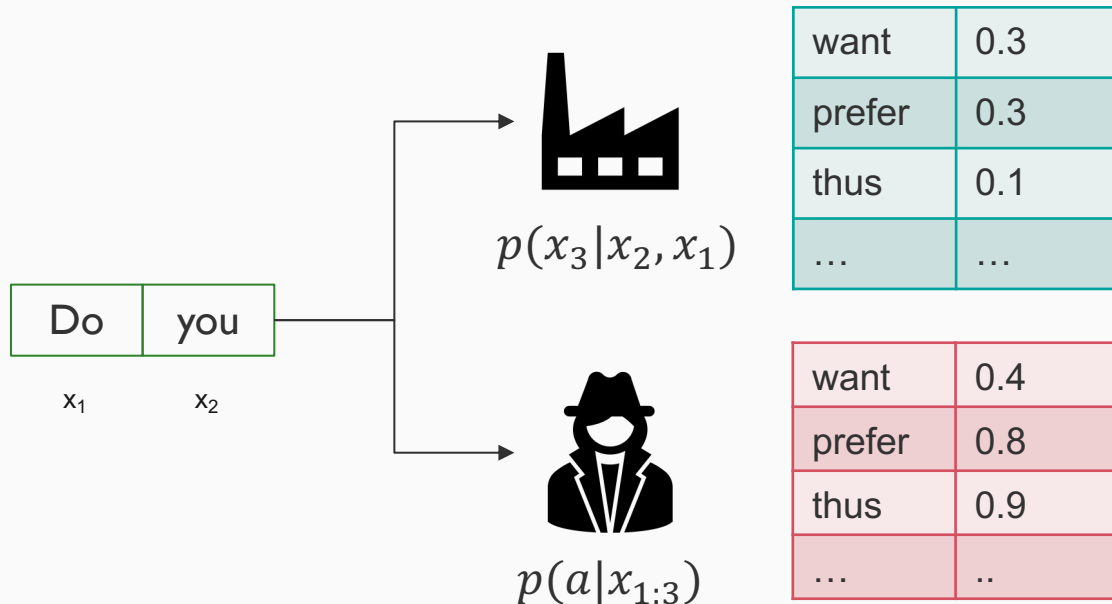 want 0.3
prefer 0.3
thus 0.1
... ...
p(x₃|x₂, x₁)
Do you
x₁ x₂
want 0.4
prefer 0.8
thus 0.9
... ..
p(a|x₁:₃)